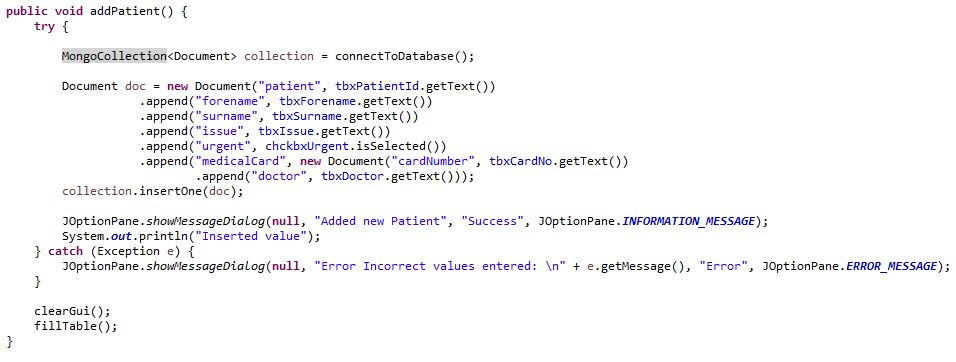 public void addPatient() {
try {
MongoCollection<Document> collection = connectToDatabase();
Document doc = new Document("patient", tbxPatientId.getText())
.append("forename", tbxForename.getText())
.append("surname", tbxSurname.getText())
.append("issue", tbxIssue.getText())
.append("urgent", chckbxUrgent.isSelected())
.append("medicalCard", new Document("cardNumber", tbxCardNo.getText())
.append("doctor", tbxDoctor.getText()));
collection.insertOne(doc);
JOptionPane.showMessageDialog(null, "Added new Patient", "Success", JOptionPane.INFORMATION_MESSAGE);
System.out.println("Inserted value");
} catch (Exception e) {
JOptionPane.showMessageDialog(null, "Error Incorrect values entered: \n" + e.getMessage(), "Error", JOptionPane.ERROR_MESSAGE);
}
clearGui();
fillTable();
}